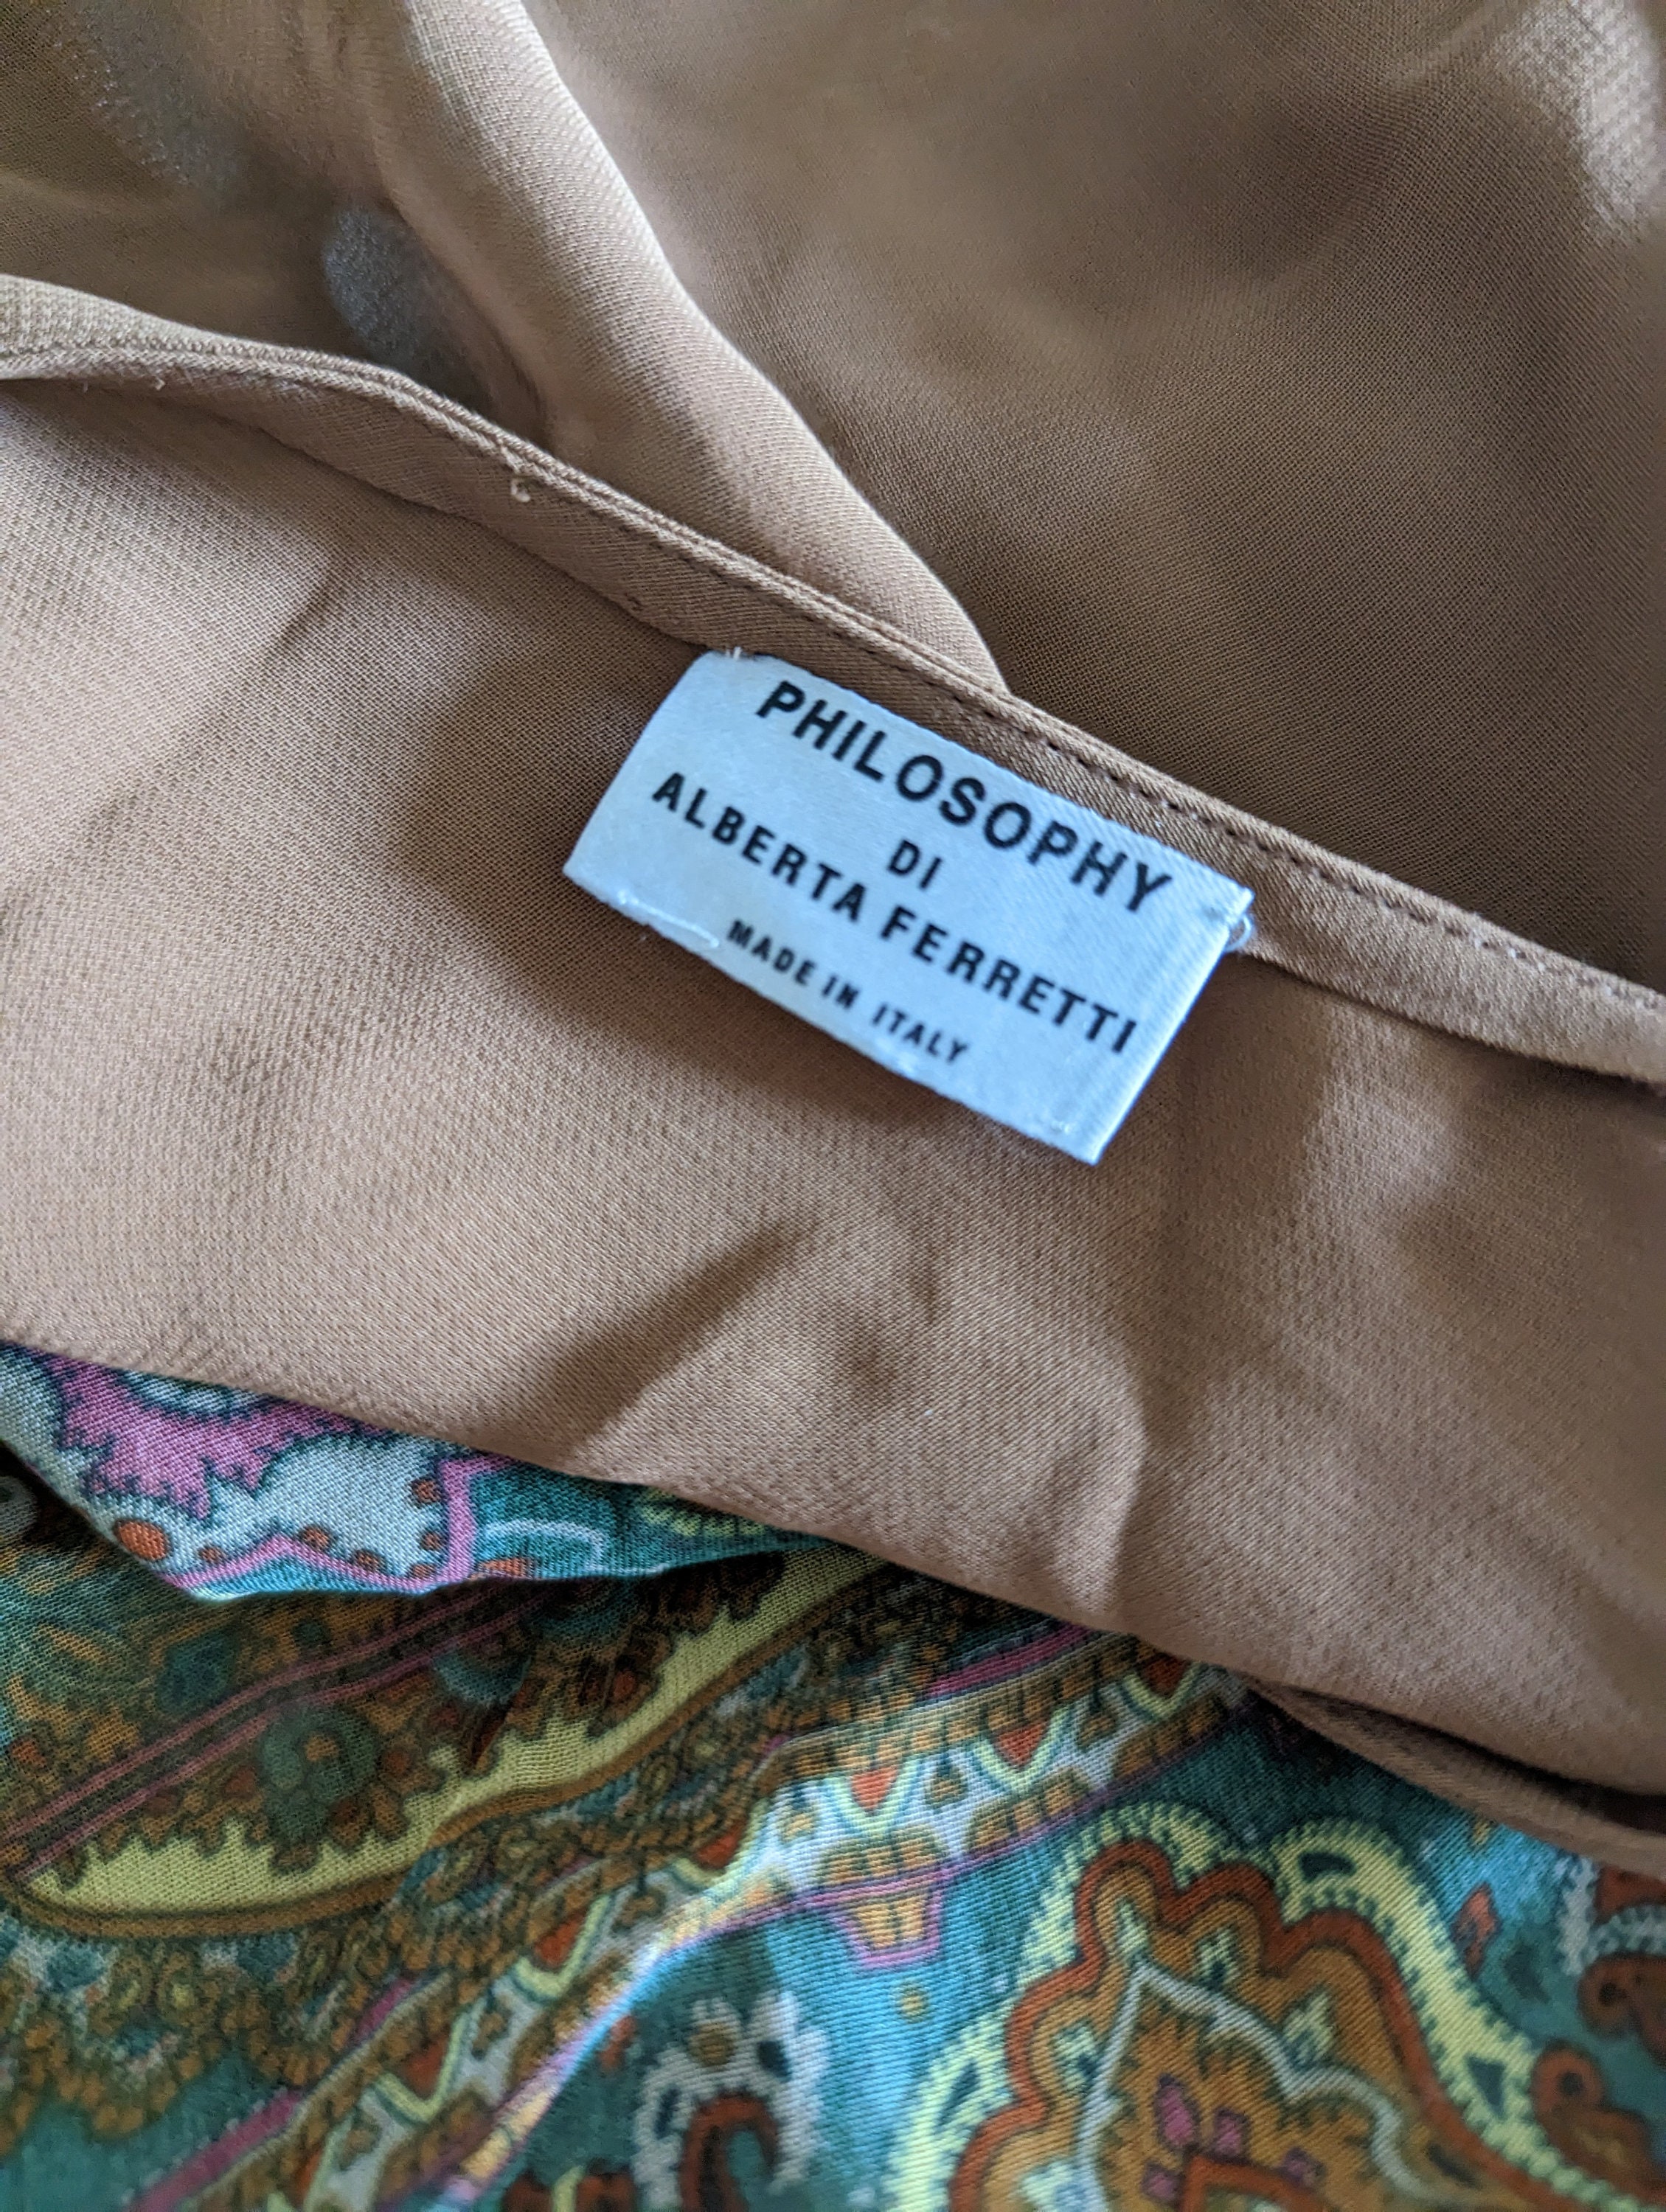 PHILOSOPHY
DI
ALBERTA FERRETTI
MADE IN ITALY